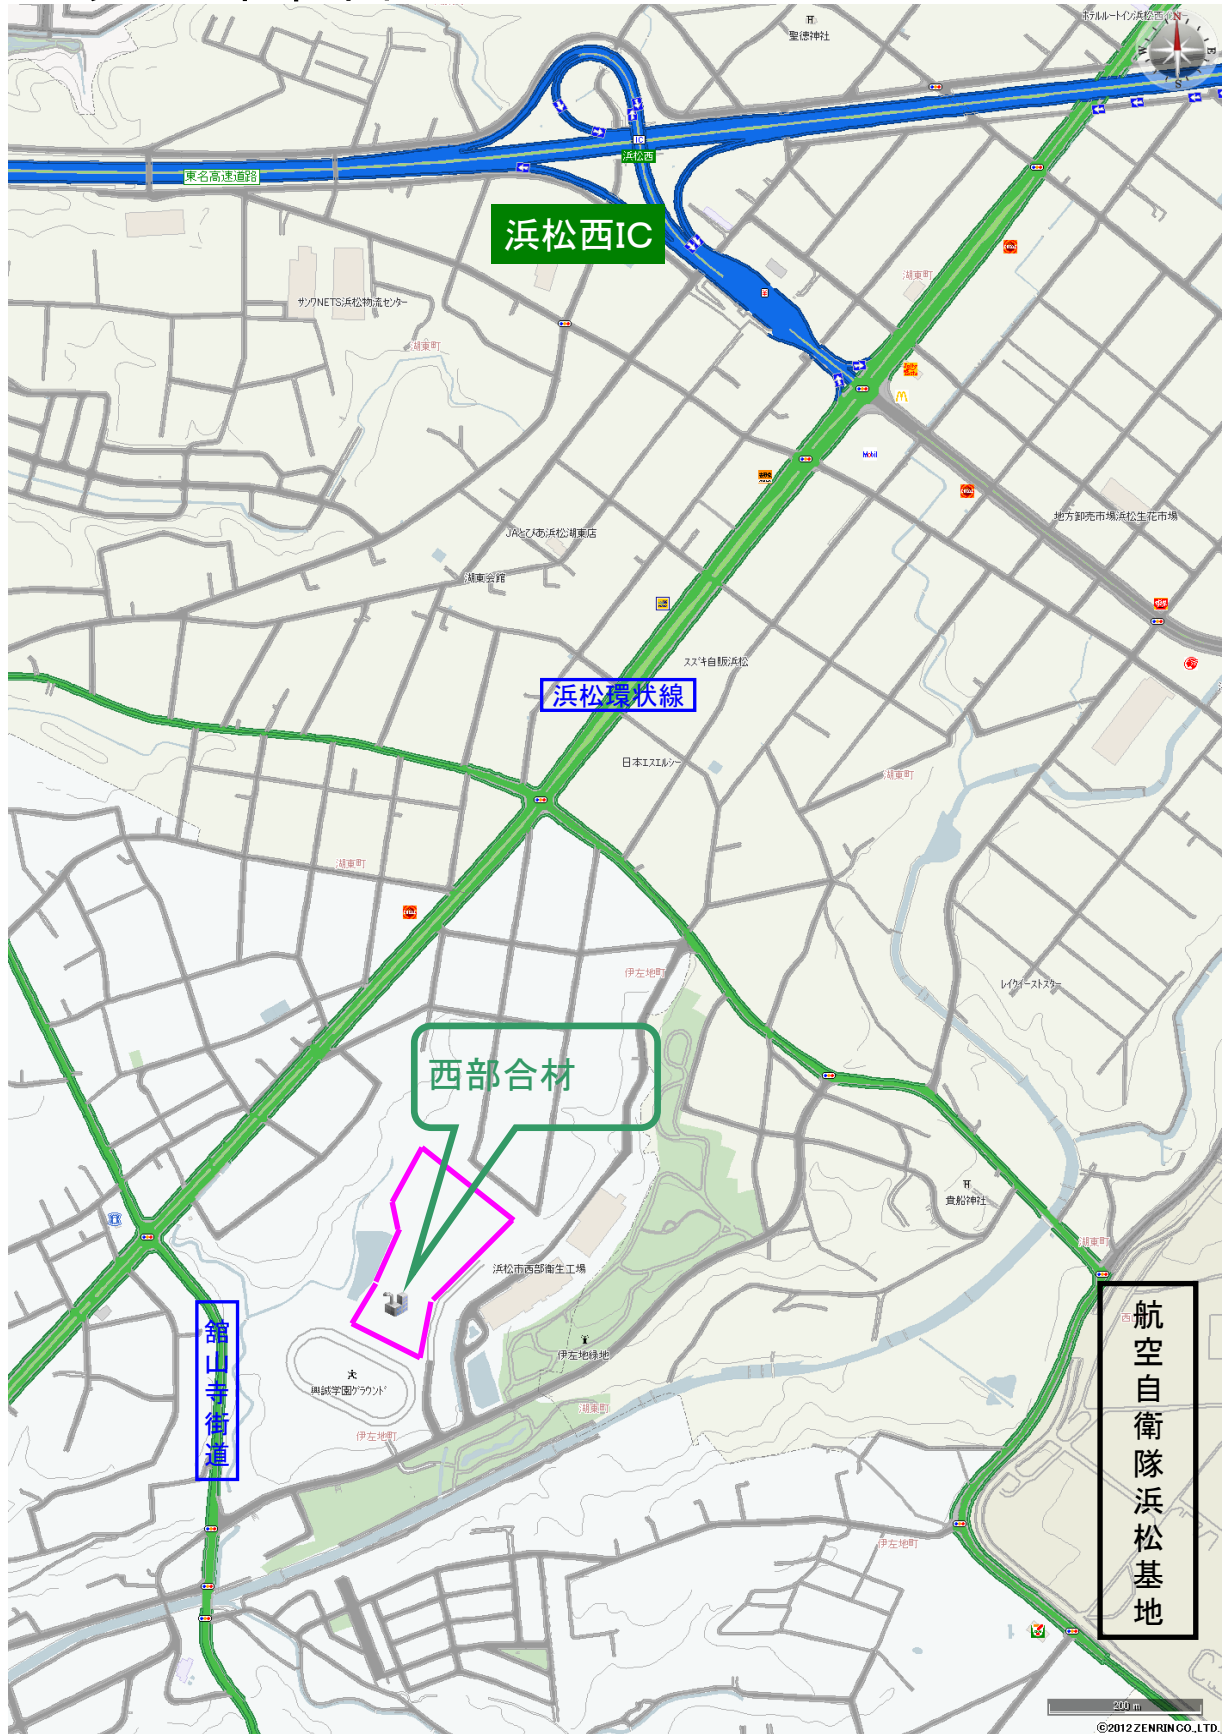 ホテルルートイン浜松西インター
聖徳神社
N
W
E
S
IC
浜松西
東名高速道路
浜松西IC
湖東町
サンワNETS浜松物流センター
湖東町
Mobil
地方卸売市場浜松生花市場
JAとぴあ浜松湖東店
湖東会館
スズキ自販浜松
浜松環状線
日本エスエルシー
湖東町
湖東町
伊左地町
レイクイーストスター
西部合材
貴船神社
湖東町
浜松市西部衛生工場
航空自衛隊浜松基地
舘山寺街道
伊左地緑地
興誠学園グラウンド
湖東町
伊左地町
伊左地町
200 m
©2012 ZENRIN CO., LTD.